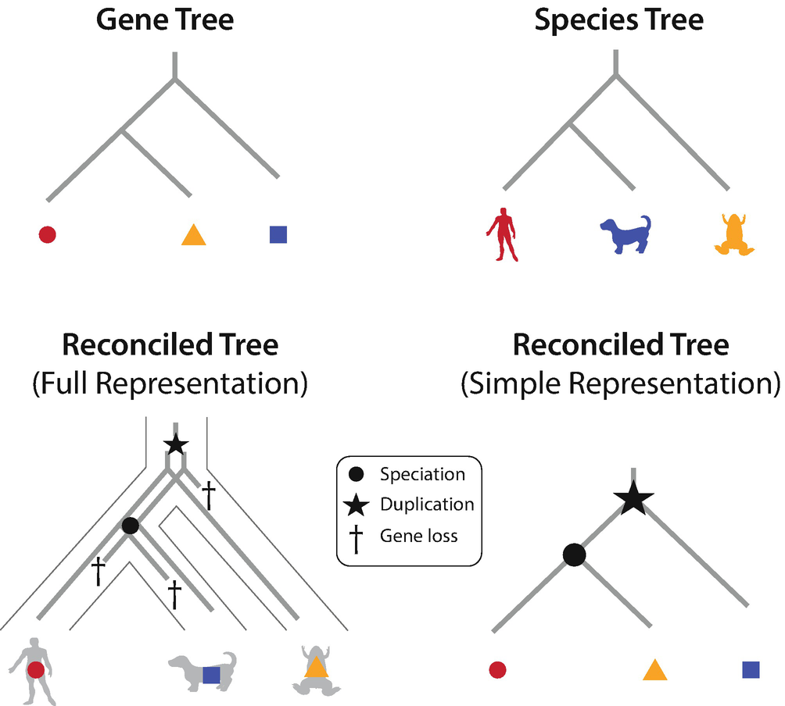 Gene Tree
Species Tree
Reconciled Tree
(Full Representation)
Reconciled Tree
(Simple Representation)
Speciation
Duplication
Gene loss